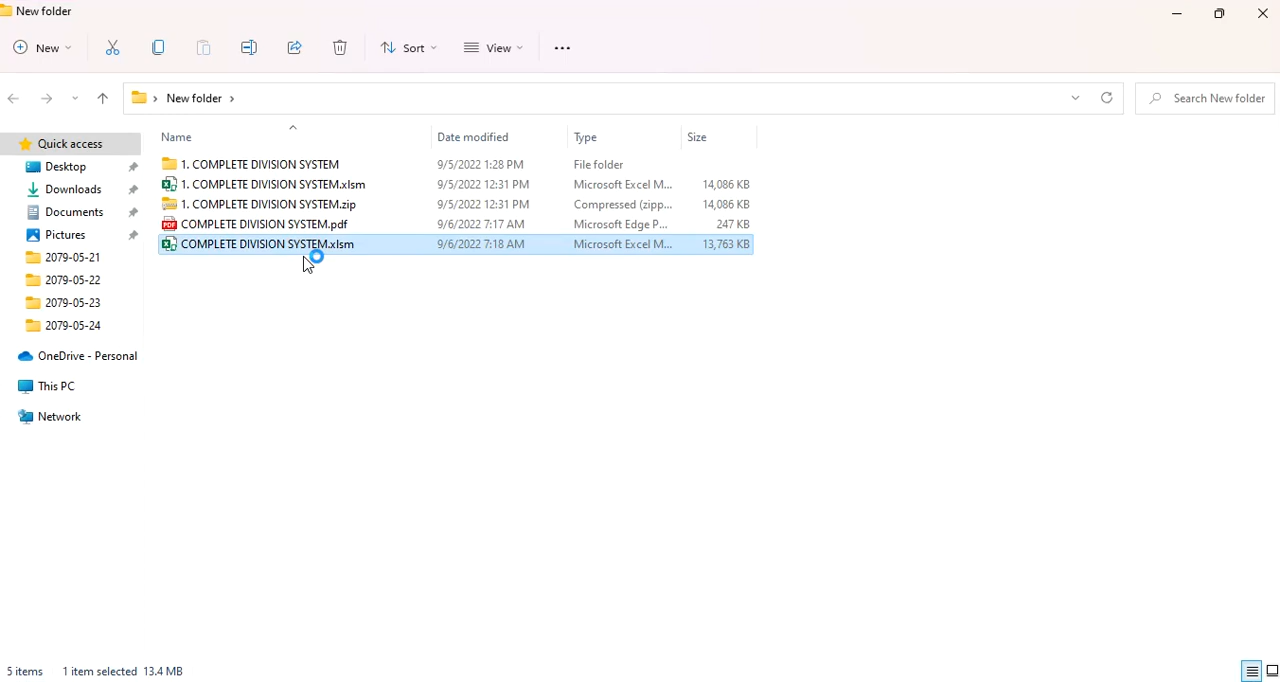 New folder
New
Sort
View
New folder
Search New folder
Name
Date modified
Type
Size
Quick access
Desktop
Downloads
Documents
Pictures
2079-05-21
2079-05-22
2079-05-23
2079-05-24
OneDrive - Personal
This PC
Network
1. COMPLETE DIVISION SYSTEM 9/5/2022 1:28 PM File folder
1. COMPLETE DIVISION SYSTEM.xlsm 9/5/2022 12:31 PM Microsoft Excel M... 14,086 KB
1. COMPLETE DIVISION SYSTEM.zip 9/5/2022 12:31 PM Compressed (zipp... 14,086 KB
PDF COMPLETE DIVISION SYSTEM.pdf 9/6/2022 7:17 AM Microsoft Edge P... 247 KB
COMPLETE DIVISION SYSTEM.xlsm 9/6/2022 7:18 AM Microsoft Excel M... 13,763 KB
5 items 1 item selected 13.4 MB